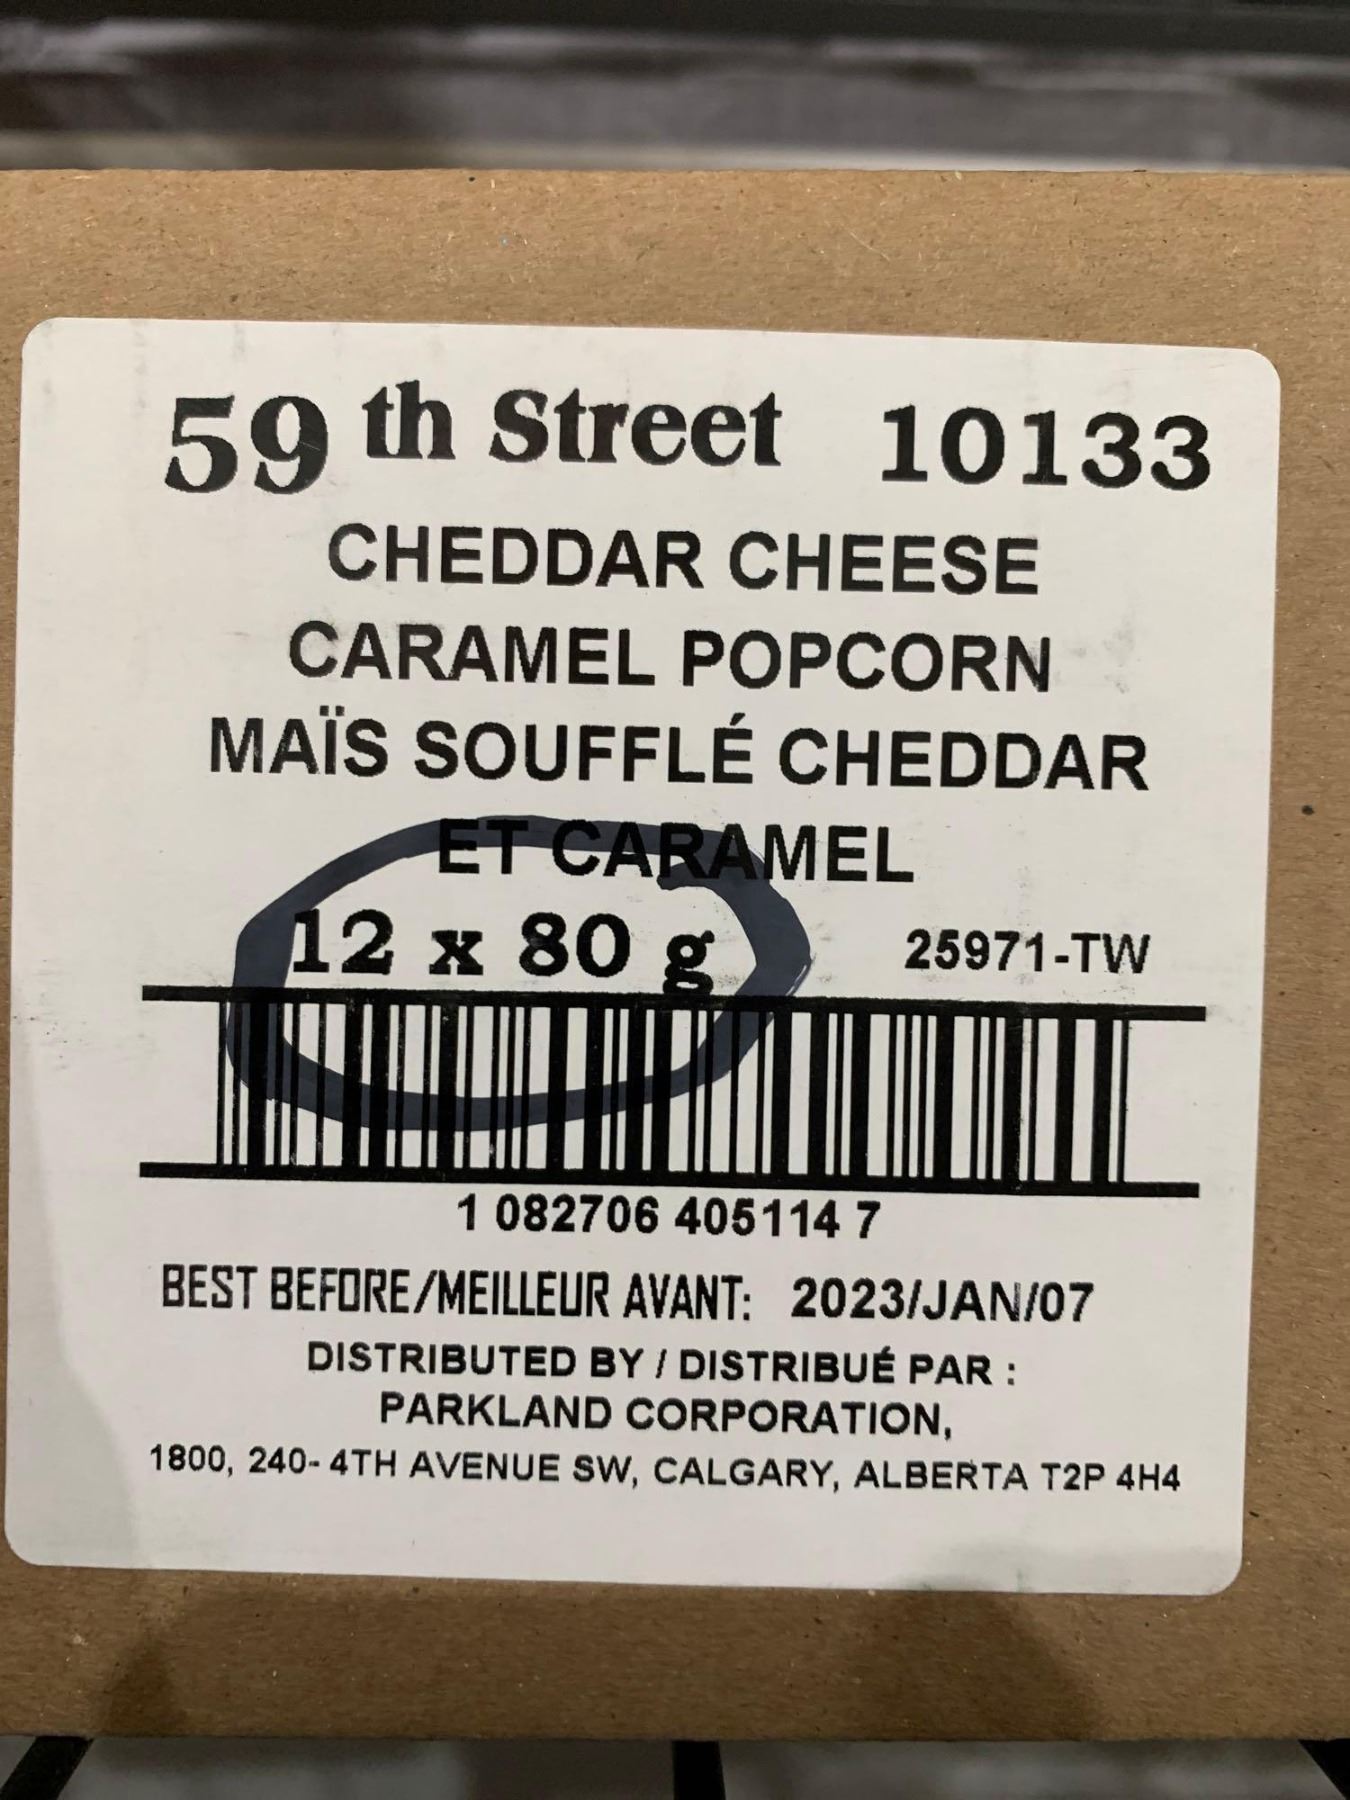 59 th Street 10133
CHEDDAR CHEESE
CARAMEL POPCORN
MAÏS SOUFFLÉ CHEDDAR
ET CARAMEL
12 x 80 g 25971-TW
1 082706 405114 7
BEST BEFORE/MEILLEUR AVANT: 2023/JAN/07
DISTRIBUTED BY / DISTRIBUÉ PAR :
PARKLAND CORPORATION,
1800, 240- 4TH AVENUE SW, CALGARY, ALBERTA T2P 4H4